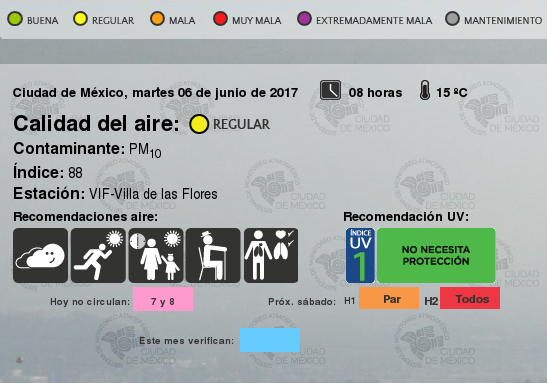 BUENA REGULAR MALA MUY MALA EXTREMADAMENTE MALA MANTENIMIENTO
Ciudad de México, martes 06 de junio de 2017 08 horas 15 ºC
Calidad del aire: REGULAR
Contaminante: PM10
Índice: 88
Estación: VIF-Villa de las Flores
Recomendaciones aire: Recomendación UV:
ÍNDICE
UV
1
NO NECESITA
PROTECCIÓN
Hoy no circulan: 7 y 8 Próx. sábado: H1 Par H2 Todos
Este mes verifican: